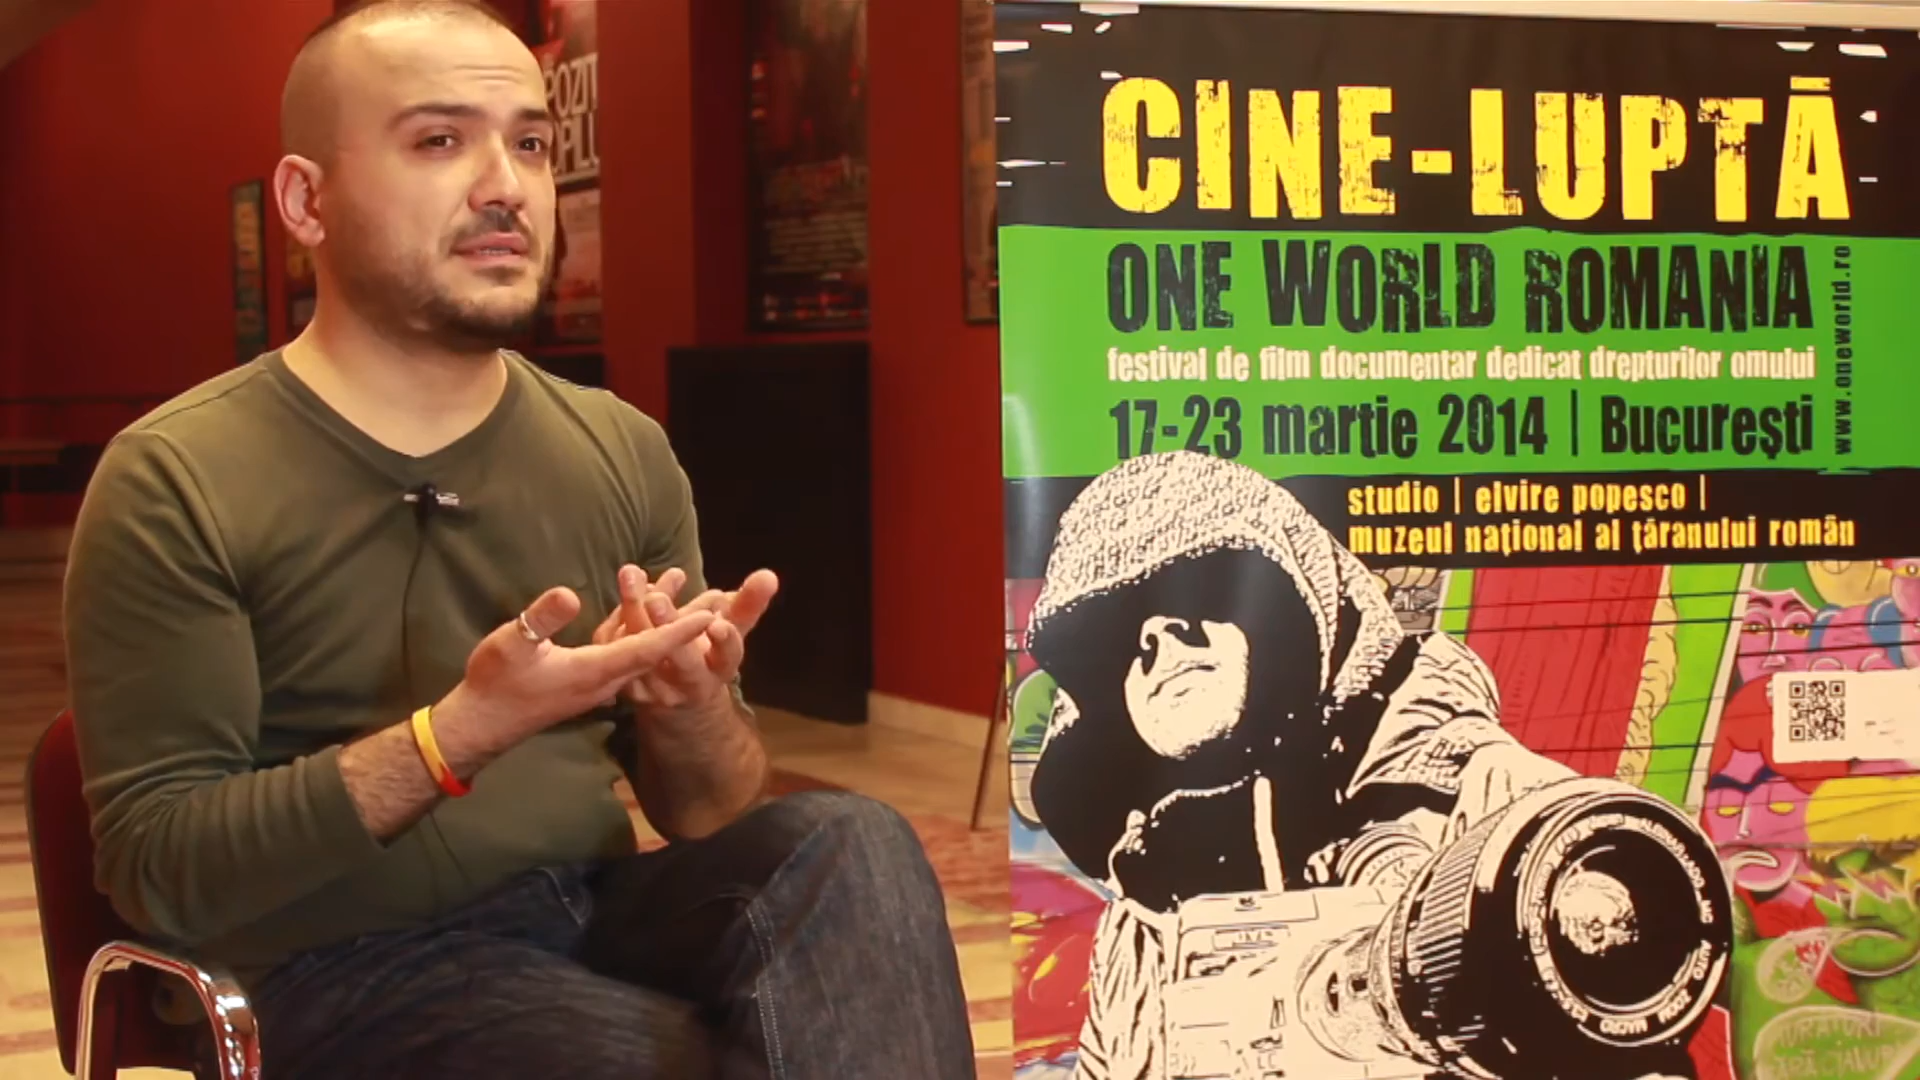 CINE-LUPTĂ
ONE WORLD ROMANIA
festival de film documentar dedicat drepturilor omului
17-23 martie 2014 | București
www.oneworld.ro
studio | elvire popesco |
muzeul național al țăranului român